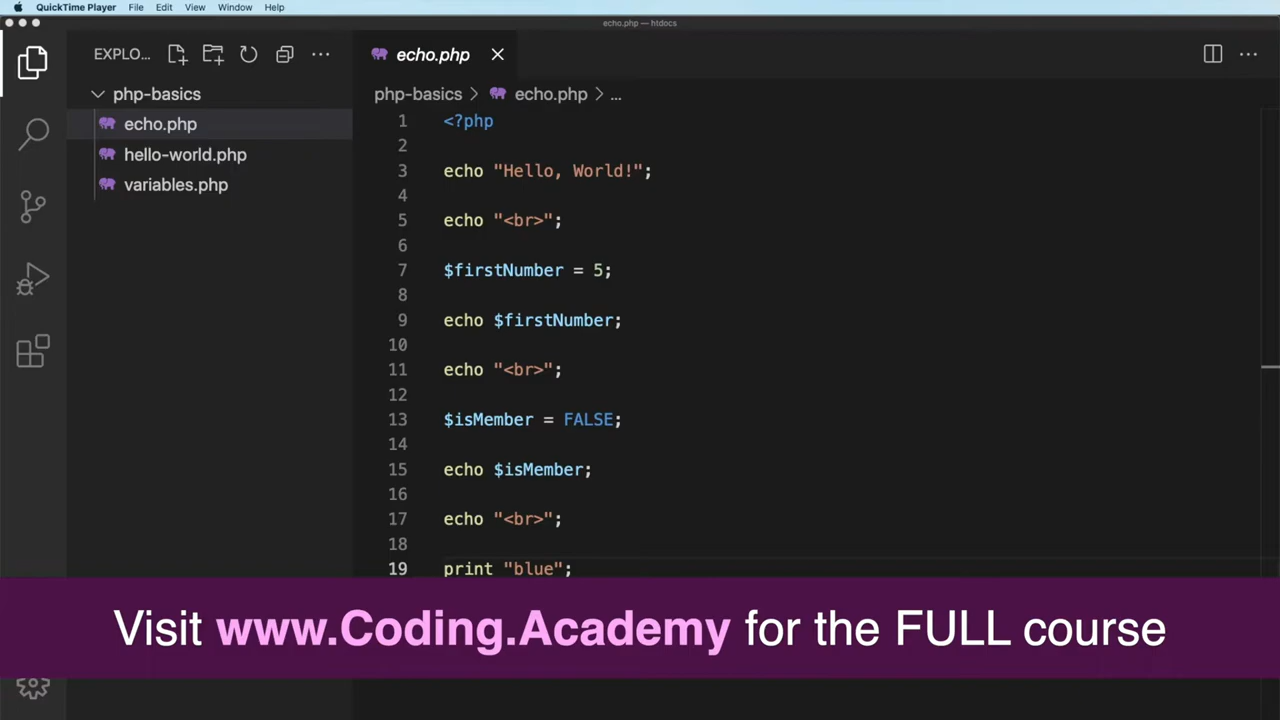 QuickTime Player File Edit View Window Help
echo.php — htdocs
EXPLO...
echo.php
php-basics
php-basics > echo.php > ...
echo.php
hello-world.php
variables.php
1 <?php
2
3 echo "Hello, World!";
4
5 echo "<br>";
6
7 $firstNumber = 5;
8
9 echo $firstNumber;
10
11 echo "<br>";
12
13 $isMember = FALSE;
14
15 echo $isMember;
16
17 echo "<br>";
18
19 print "blue";
Visit www.Coding.Academy for the FULL course